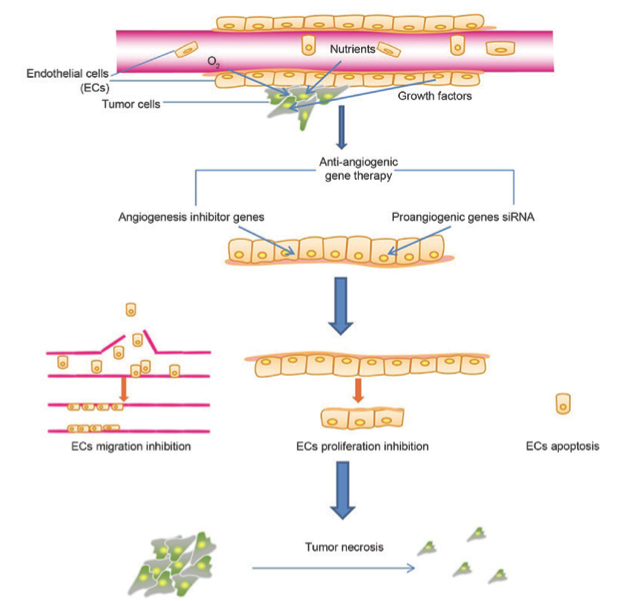 Nutrients
O2
Endothelial cells
(ECs)
Tumor cells
Growth factors
Anti-angiogenic
gene therapy
Angiogenesis inhibitor genes
Proangiogenic genes siRNA
ECs migration inhibition
ECs proliferation inhibition
ECs apoptosis
Tumor necrosis